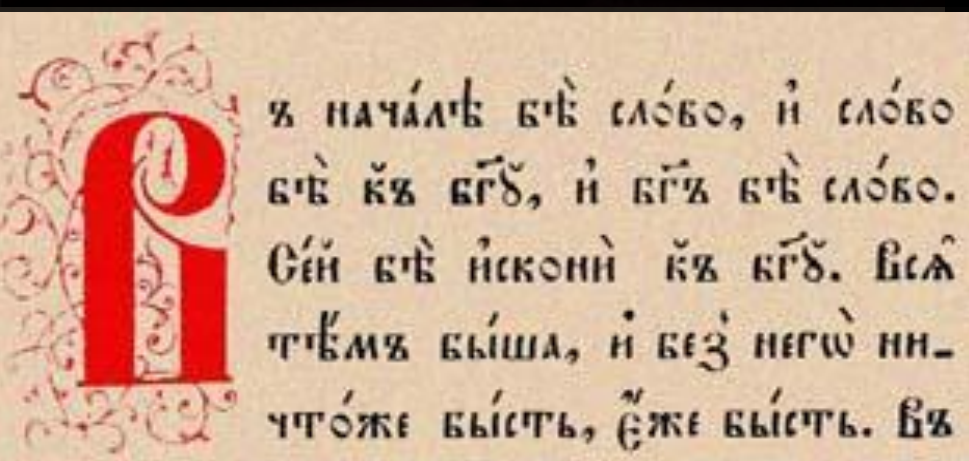 Въ нача́лѣ бѣ̀ сло́во, и҆ сло́во
бѣ̀ къ бг҃ꙋ, и҆ бг҃ъ бѣ̀ сло́во.
Се́й бѣ̀ и҆сконѝ къ бг҃ꙋ. Всѧ̑
тѣ́мъ бы́ша, и҆ без̾ негѡ̀ ни-
что́же бы́сть, є҆́же бы́сть. Въ